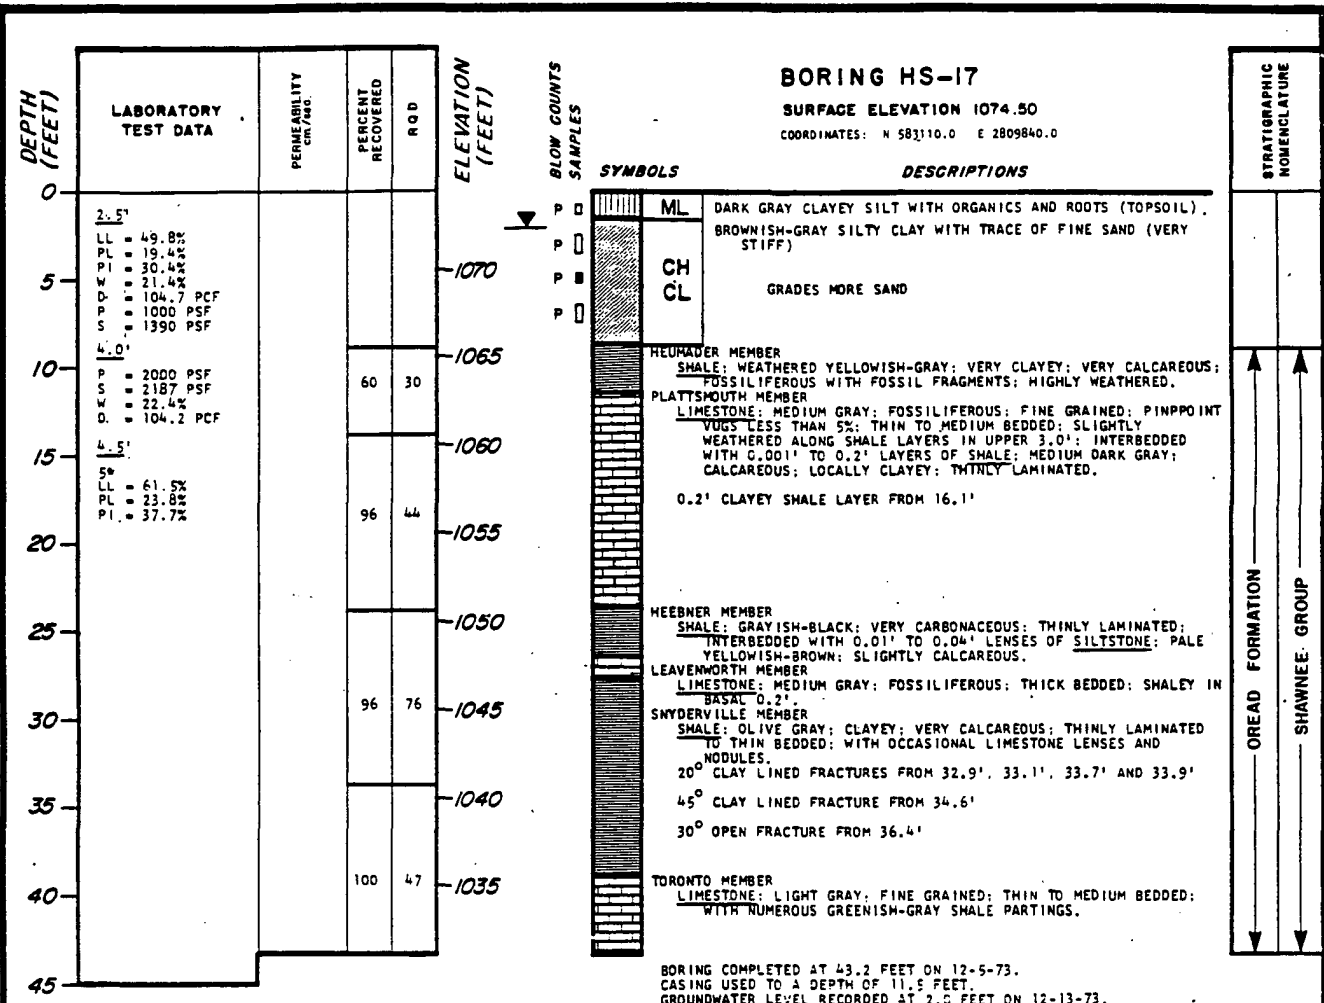 BORING HS-17
SURFACE ELEVATION 1074.50
COORDINATES: N 583110.0 E 2809840.0
DEPTH (FEET)
LABORATORY TEST DATA
PERMEABILITY cm./sec.
PERCENT RECOVERED
RQD
ELEVATION (FEET)
BLOW COUNTS
SAMPLES
SYMBOLS
DESCRIPTIONS
STRATIGRAPHIC NOMENCLATURE
0
5
10
15
20
25
30
35
40
45
2.5'
LL = 49.8%
PL = 19.4%
PI = 30.4%
W = 21.4%
D = 104.7 PCF
P = 1000 PSF
S = 1390 PSF
4.0'
P = 2000 PSF
S = 2187 PSF
W = 22.4%
D. = 104.2 PCF
4.5'
5*
LL = 61.5%
PL = 23.8%
PI = 37.7%
60 30
96 44
96 76
100 47
1070
1065
1060
1055
1050
1045
1040
1035
P
P
P
P
ML
CH
CL
DARK GRAY CLAYEY SILT WITH ORGANICS AND ROOTS (TOPSOIL).
BROWNISH-GRAY SILTY CLAY WITH TRACE OF FINE SAND (VERY
STIFF)
GRADES MORE SAND
HEUMADER MEMBER
SHALE; WEATHERED YELLOWISH-GRAY; VERY CLAYEY; VERY CALCAREOUS;
FOSSILIFEROUS WITH FOSSIL FRAGMENTS; HIGHLY WEATHERED.
PLATTSMOUTH MEMBER
LIMESTONE; MEDIUM GRAY; FOSSILIFEROUS; FINE GRAINED; PINPPOINT
VUGS LESS THAN 5%; THIN TO MEDIUM BEDDED; SLIGHTLY
WEATHERED ALONG SHALE LAYERS IN UPPER 3.0'; INTERBEDDED
WITH 0.001' TO 0.2' LAYERS OF SHALE; MEDIUM DARK GRAY;
CALCAREOUS; LOCALLY CLAYEY; THINLY LAMINATED.
0.2' CLAYEY SHALE LAYER FROM 16.1'
HEEBNER MEMBER
SHALE; GRAYISH-BLACK; VERY CARBONACEOUS; THINLY LAMINATED;
INTERBEDDED WITH 0.01' TO 0.04' LENSES OF SILTSTONE; PALE
YELLOWISH-BROWN; SLIGHTLY CALCAREOUS.
LEAVENWORTH MEMBER
LIMESTONE; MEDIUM GRAY; FOSSILIFEROUS; THICK BEDDED; SHALEY IN
BASAL 0.2'.
SNYDERVILLE MEMBER
SHALE; OLIVE GRAY; CLAYEY; VERY CALCAREOUS; THINLY LAMINATED
TO THIN BEDDED; WITH OCCASIONAL LIMESTONE LENSES AND
NODULES.
20° CLAY LINED FRACTURES FROM 32.9', 33.1', 33.7' AND 33.9'
45° CLAY LINED FRACTURE FROM 34.6'
30° OPEN FRACTURE FROM 36.4'
TORONTO MEMBER
LIMESTONE; LIGHT GRAY; FINE GRAINED; THIN TO MEDIUM BEDDED;
WITH NUMEROUS GREENISH-GRAY SHALE PARTINGS.
OREAD FORMATION
SHAWNEE GROUP
BORING COMPLETED AT 43.2 FEET ON 12-5-73.
CASING USED TO A DEPTH OF 11.5 FEET.
GROUNDWATER LEVEL RECORDED AT 2.0 FEET ON 12-13-73.